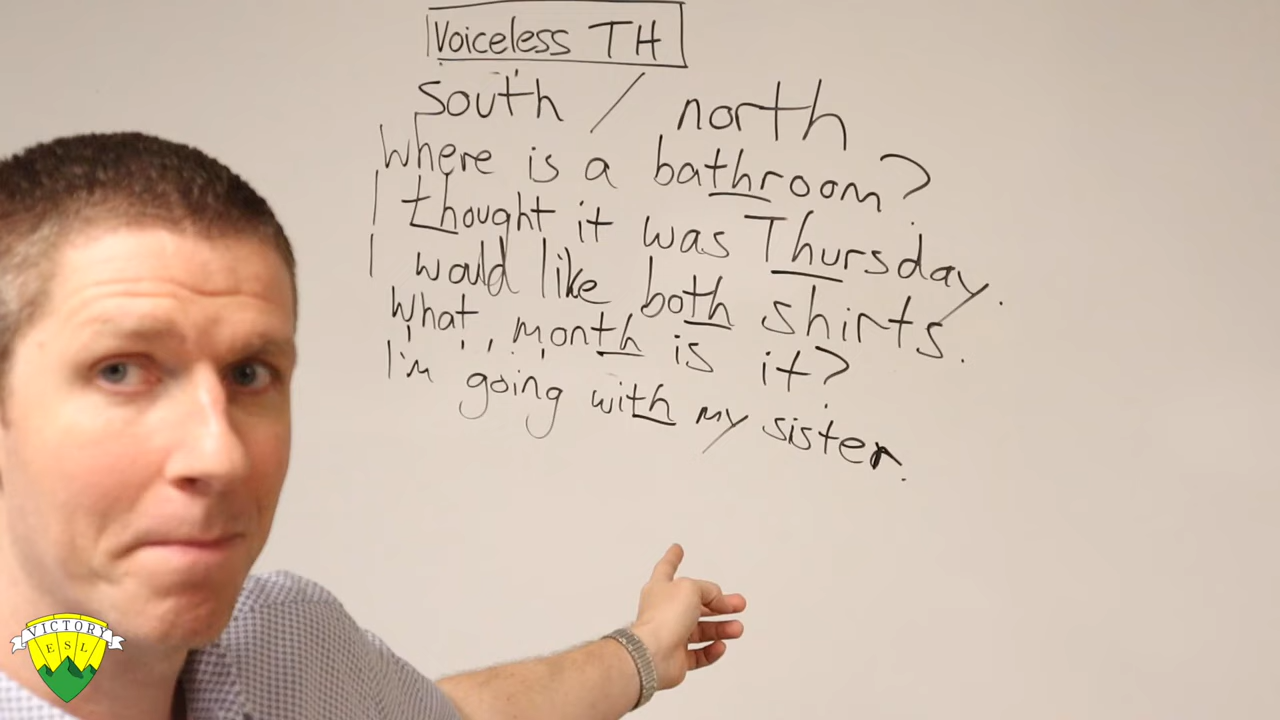 Voiceless TH
south / north
Where is a bathroom?
I thought it was Thursday.
I would like both shirts.
What month is it?
I'm going with my sister.
VICTORY
ESL